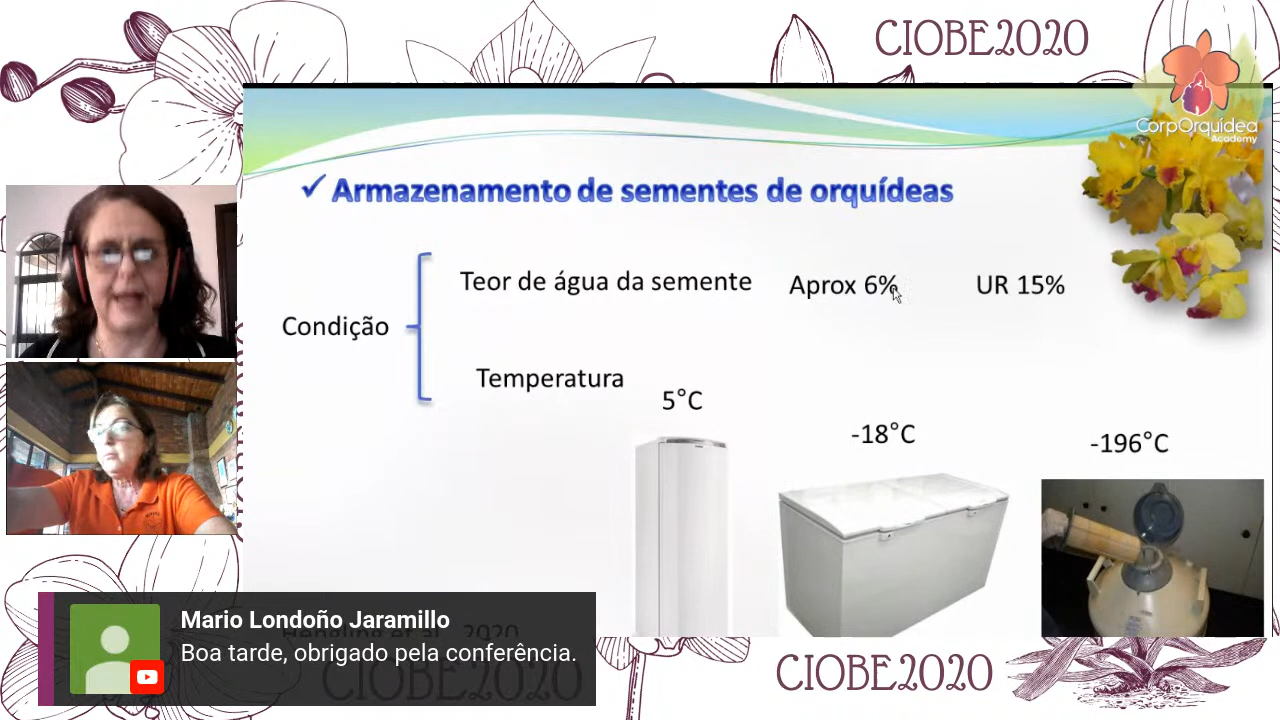 CIOBE2020
CorpOrquídea
Academy
✓ Armazenamento de sementes de orquídeas
Teor de água da semente Aprox 6% UR 15%
Condição
Temperatura
5°C
-18°C
-196°C
Mario Londoño Jaramillo
Boa tarde, obrigado pela conferência.
CIOBE2020
CIOBE2020